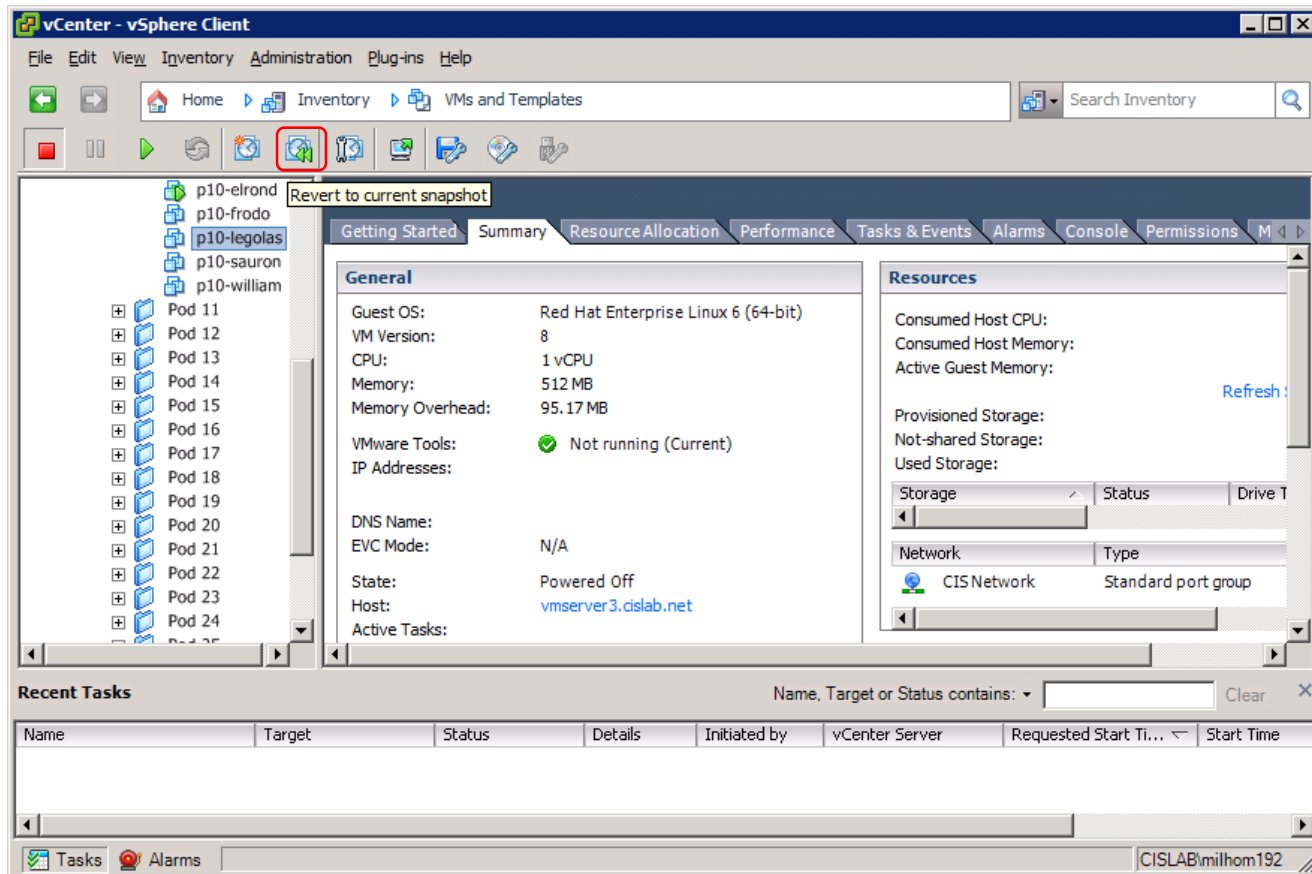 vCenter - vSphere Client
File Edit View Inventory Administration Plug-ins Help
Home Inventory VMs and Templates Search Inventory
Revert to current snapshot
p10-elrond
p10-frodo
p10-legolas
p10-sauron
p10-william
Pod 11
Pod 12
Pod 13
Pod 14
Pod 15
Pod 16
Pod 17
Pod 18
Pod 19
Pod 20
Pod 21
Pod 22
Pod 23
Pod 24
Getting Started Summary Resource Allocation Performance Tasks & Events Alarms Console Permissions M
General
Guest OS: Red Hat Enterprise Linux 6 (64-bit)
VM Version: 8
CPU: 1 vCPU
Memory: 512 MB
Memory Overhead: 95.17 MB
VMware Tools: Not running (Current)
IP Addresses:
DNS Name:
EVC Mode: N/A
State: Powered Off
Host: vmserver3.cislab.net
Active Tasks:
Resources
Consumed Host CPU:
Consumed Host Memory:
Active Guest Memory:
Refresh
Provisioned Storage:
Not-shared Storage:
Used Storage:
Storage Status Drive T
Network Type
CIS Network Standard port group
Recent Tasks Name, Target or Status contains: Clear
Name Target Status Details Initiated by vCenter Server Requested Start Ti... Start Time
Tasks Alarms CISLAB\milhom192